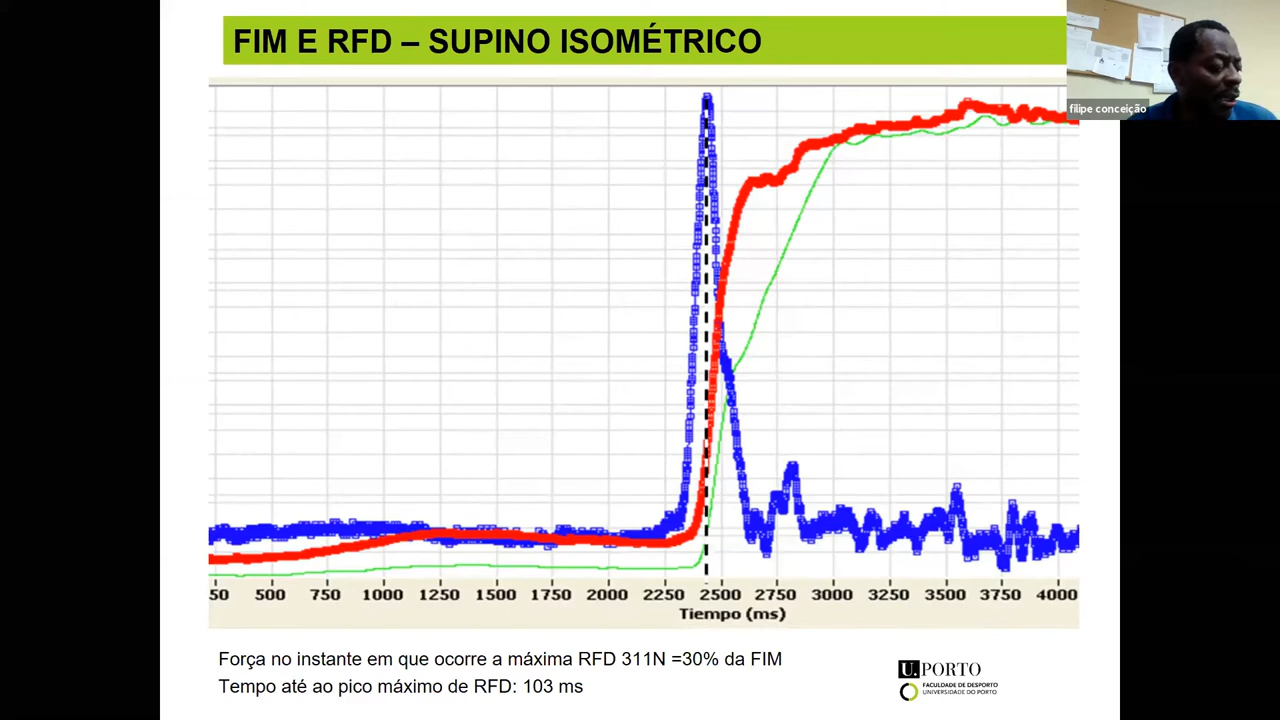 FIM E RFD – SUPINO ISOMÉTRICO
filipe conceição
50 500 750 1000 1250 1500 1750 2000 2250 2500 2750 3000 3250 3500 3750 4000
Tiempo (ms)
Força no instante em que ocorre a máxima RFD 311N =30% da FIM
Tempo até ao pico máximo de RFD: 103 ms
U.PORTO
FACULDADE DE DESPORTO
UNIVERSIDADE DO PORTO